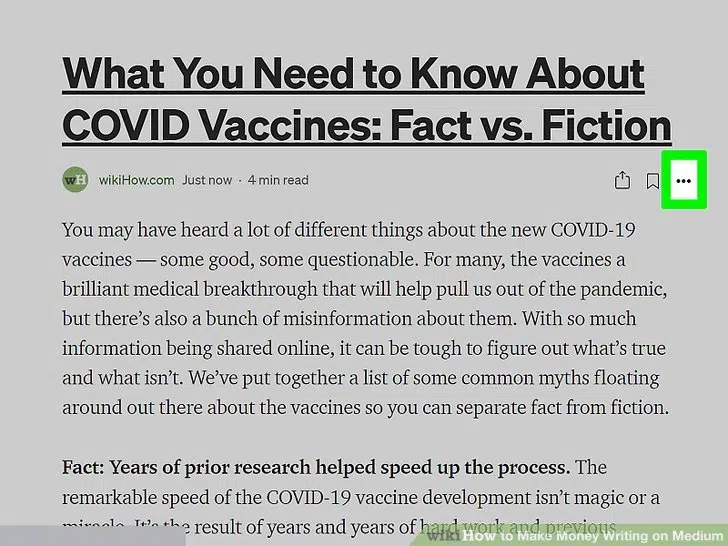 What You Need to Know About
COVID Vaccines: Fact vs. Fiction
wH wikiHow.com Just now · 4 min read
You may have heard a lot of different things about the new COVID-19
vaccines — some good, some questionable. For many, the vaccines a
brilliant medical breakthrough that will help pull us out of the pandemic,
but there's also a bunch of misinformation about them. With so much
information being shared online, it can be tough to figure out what's true
and what isn't. We've put together a list of some common myths floating
around out there about the vaccines so you can separate fact from fiction.
Fact: Years of prior research helped speed up the process. The
remarkable speed of the COVID-19 vaccine development isn't magic or a
miracle. It's the result of years and years of hard work and previous
wikiHow to Make Money Writing on Medium